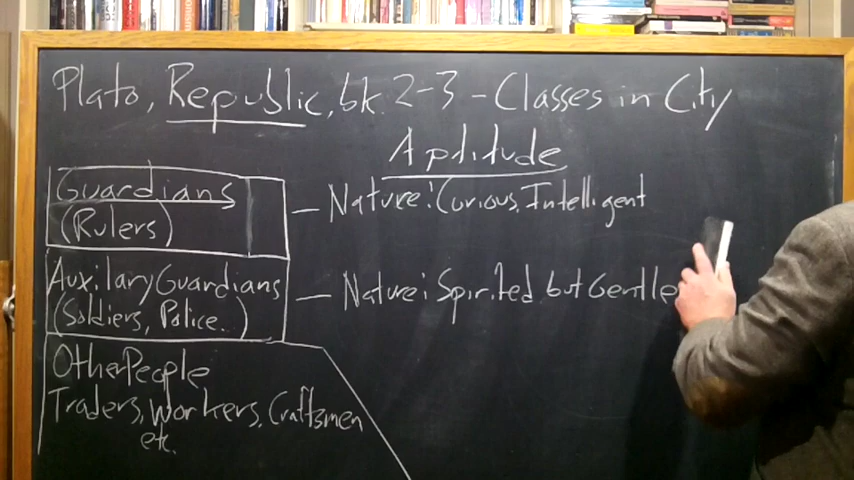 Plato, Republic, bk. 2-3 - Classes in City
Aptitude
Guardians
(Rulers)
— Nature: Curious, Intelligent
Auxilary Guardians
(Soldiers, Police. )
— Nature: Spirited but Gentle
Other People
Traders, Workers, Craftsmen
etc.